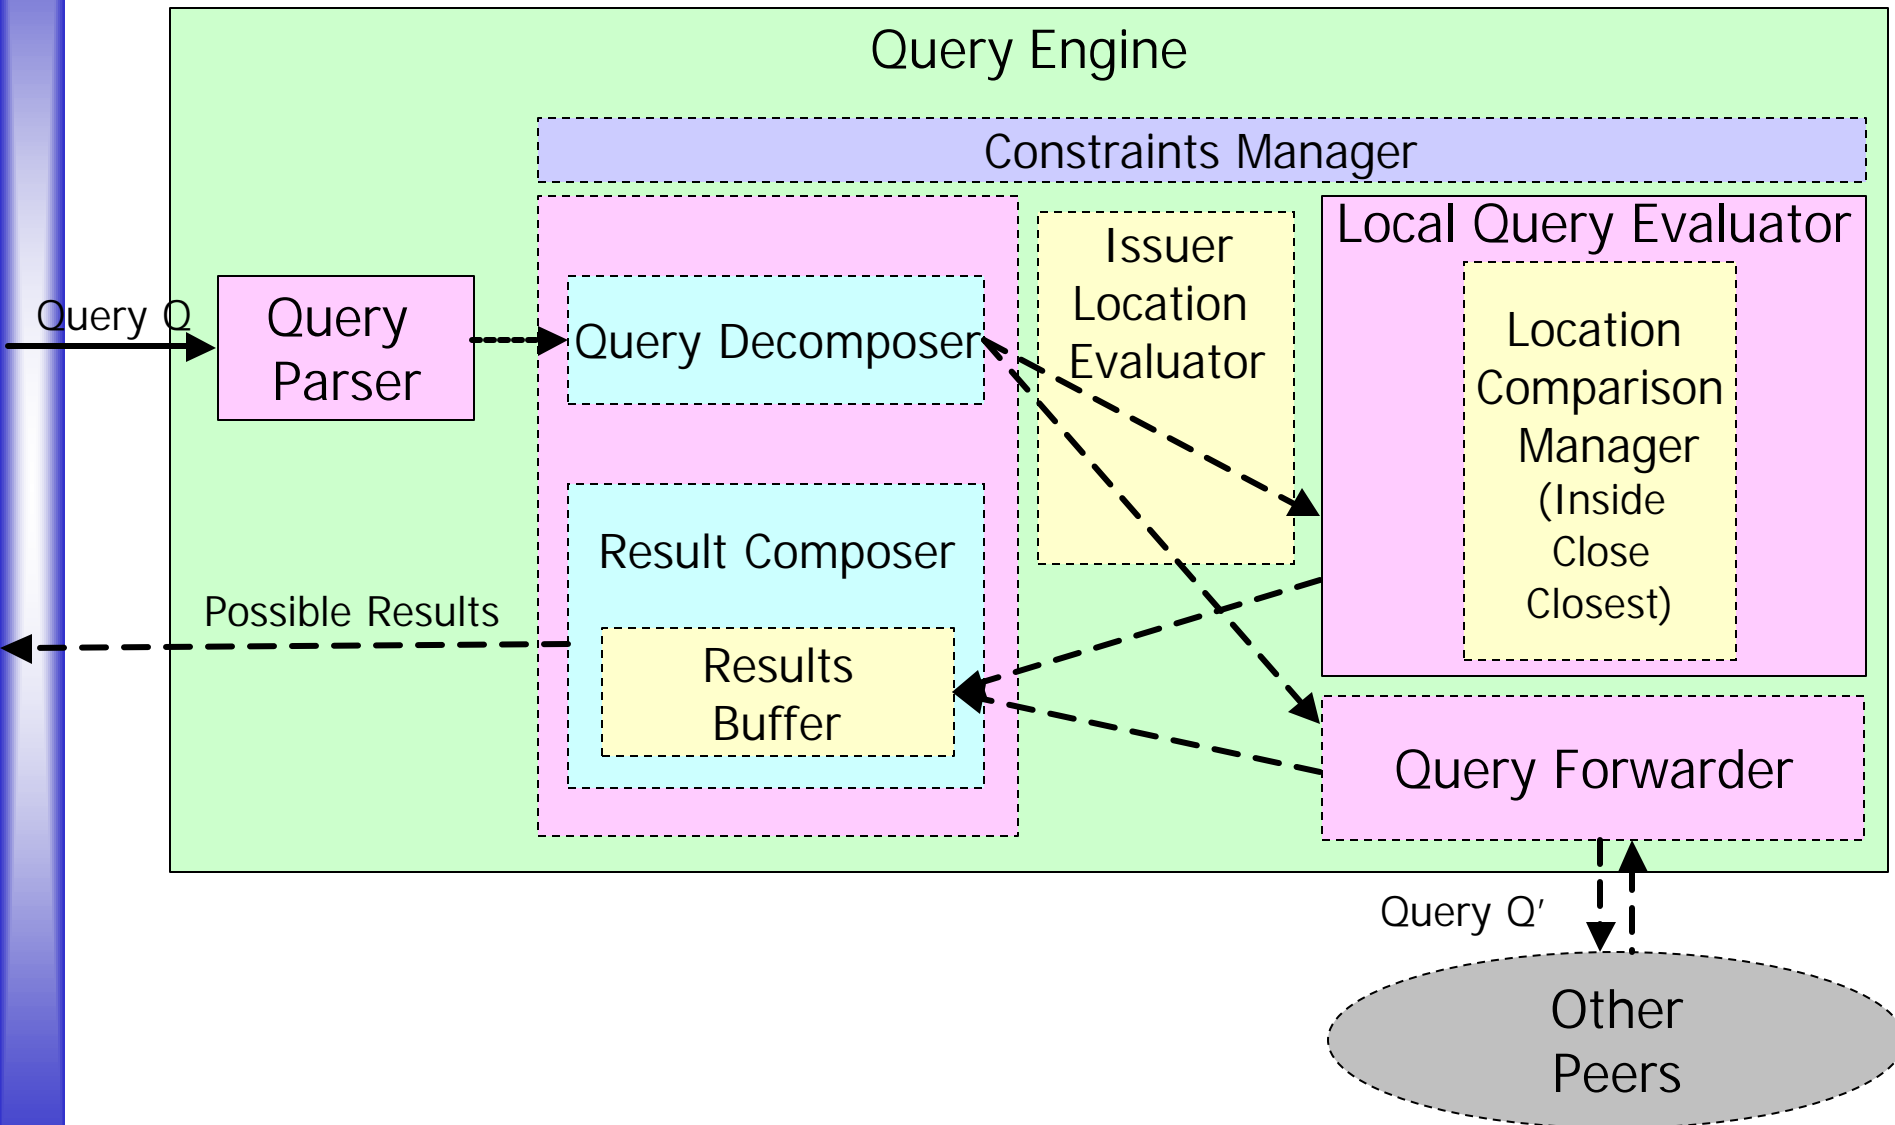 Query Engine
Constraints Manager
Query Q
Query
Parser
Query Decomposer
Issuer
Location
Evaluator
Local Query Evaluator
Location
Comparison
Manager
(Inside
Close
Closest)
Result Composer
Possible Results
Results
Buffer
Query Forwarder
Query Q’
Other
Peers